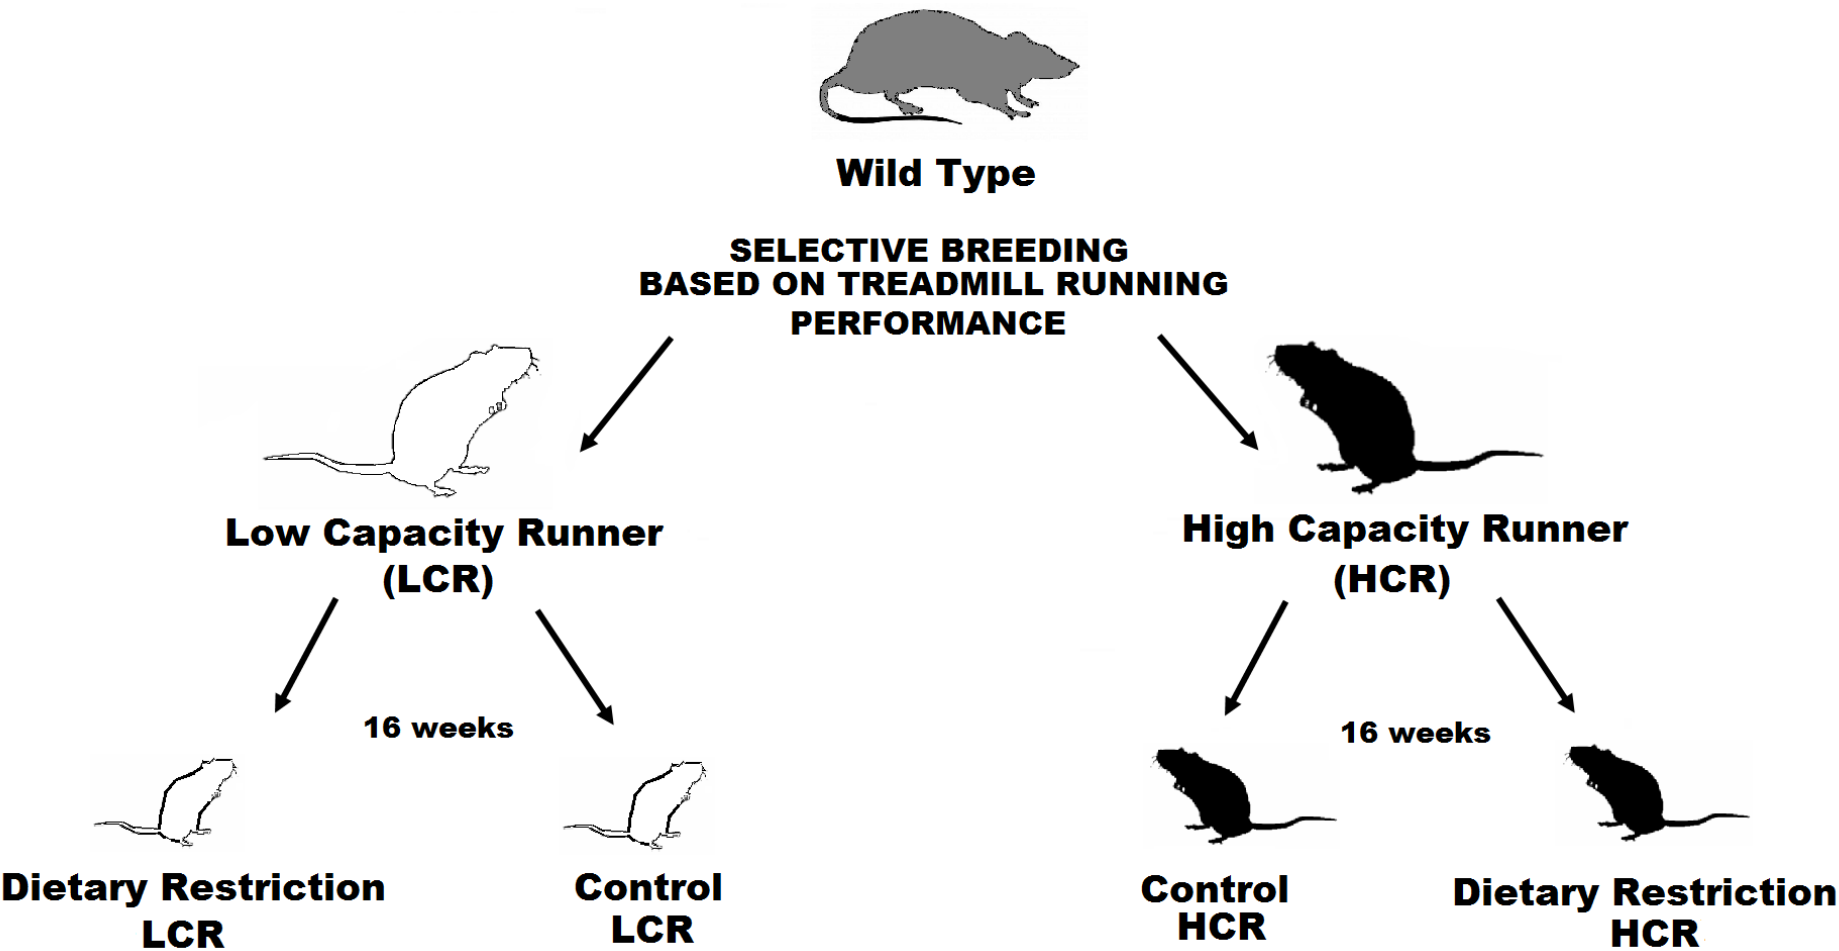 Wild Type
SELECTIVE BREEDING
BASED ON TREADMILL RUNNING
PERFORMANCE
Low Capacity Runner
(LCR)
High Capacity Runner
(HCR)
16 weeks
16 weeks
Dietary Restriction
LCR
Control
LCR
Control
HCR
Dietary Restriction
HCR